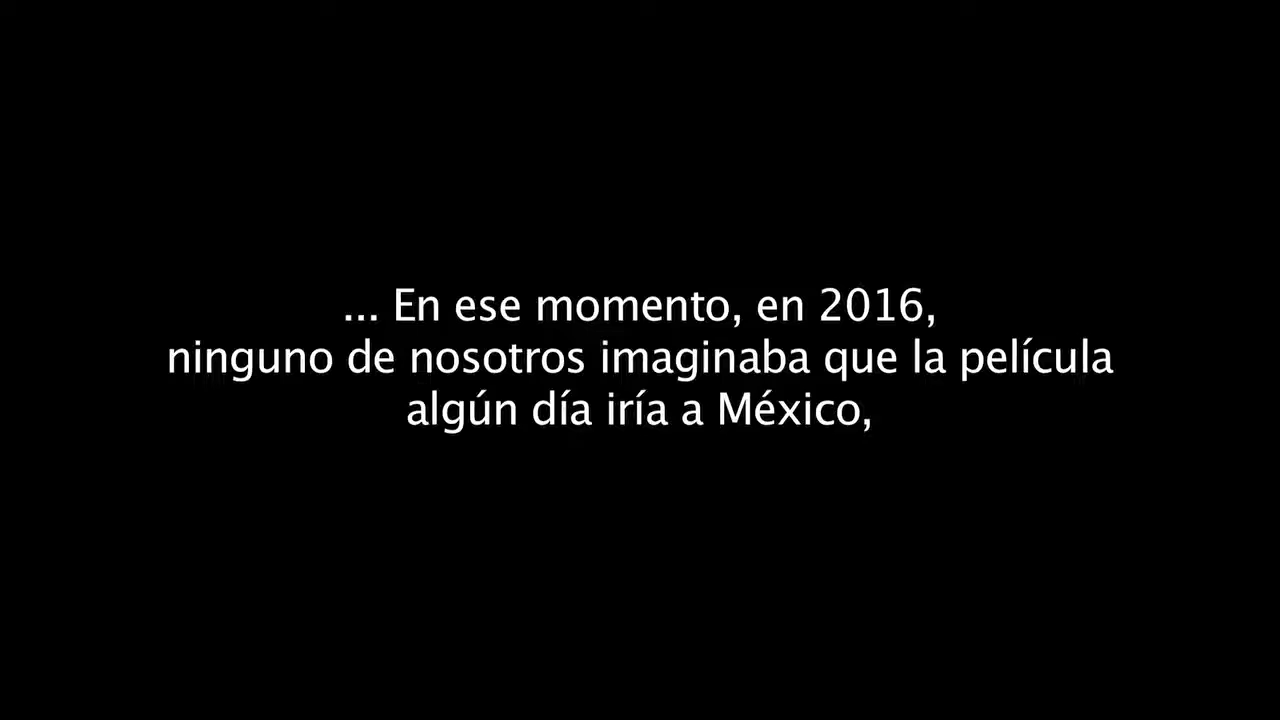 ... En ese momento, en 2016,
ninguno de nosotros imaginaba que la película
algún día iría a México,